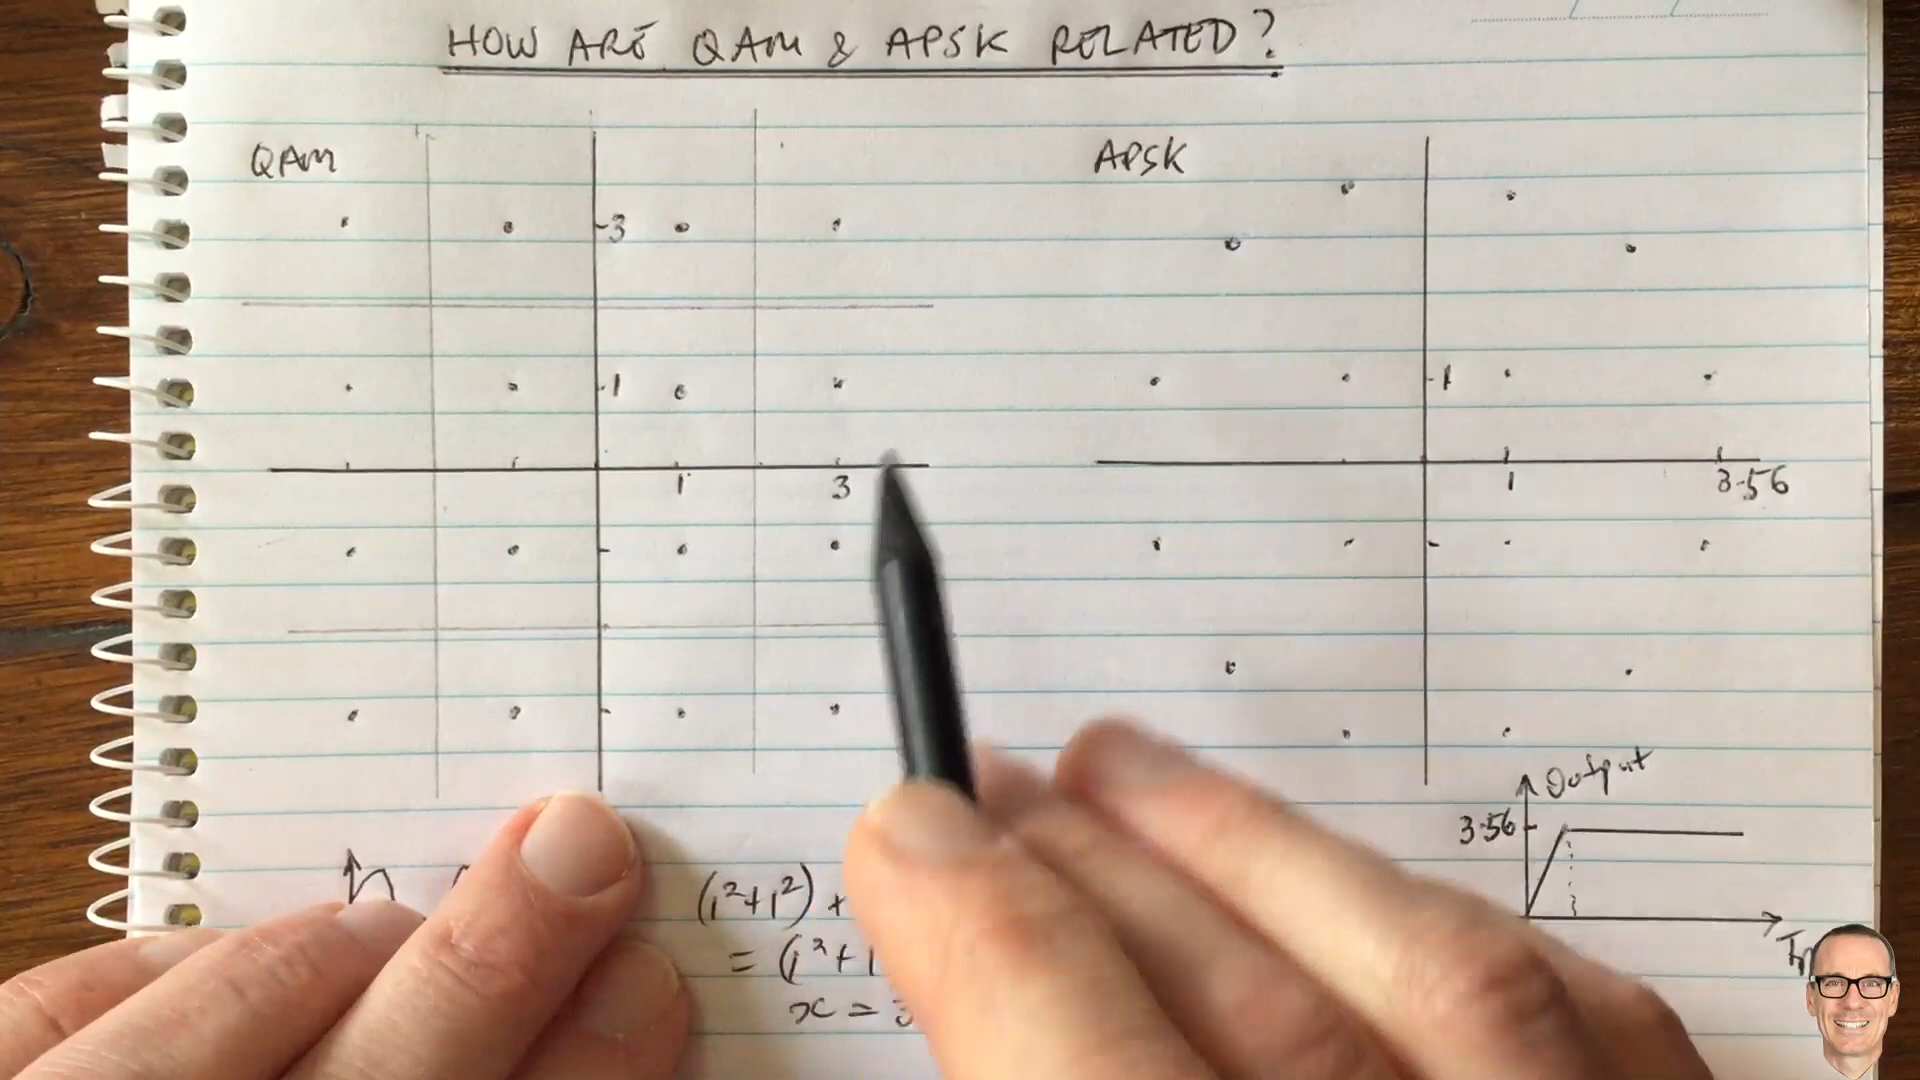 HOW ARE QAM & APSK RELATED?
QAM
3
1
1 3
APSK
1
1 3.56
Output
3.56
(1²+1²) +
= (1²+1
x = 3